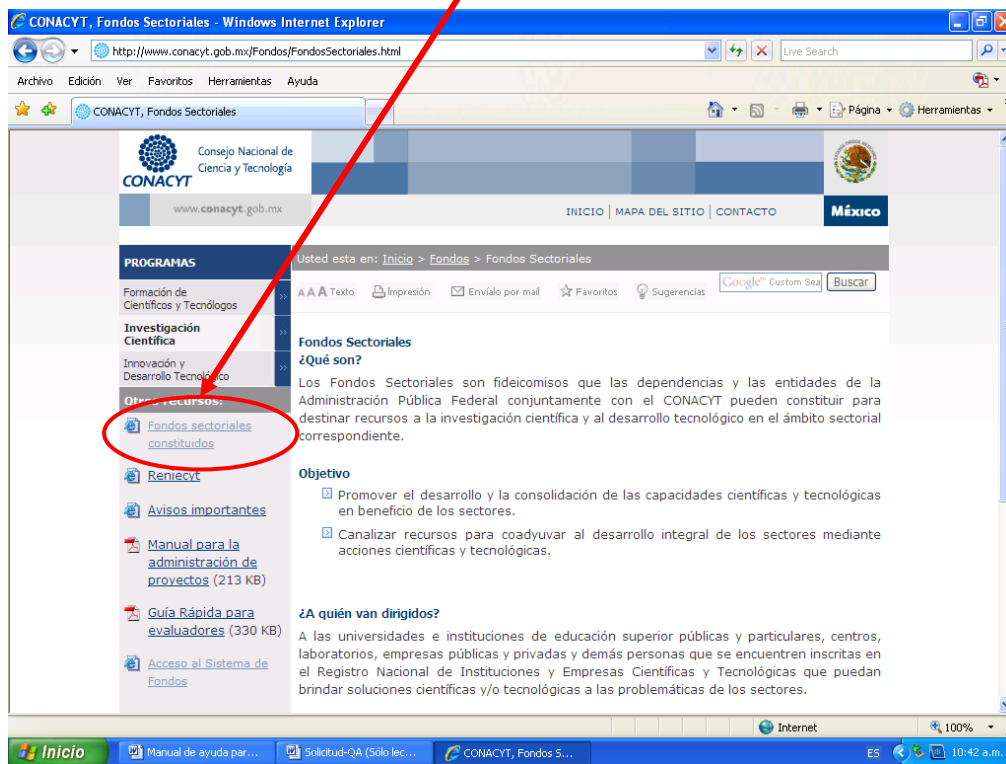 CONACYT, Fondos Sectoriales - Windows Internet Explorer
http://www.conacyt.gob.mx/Fondos/FondosSectoriales.html
Live Search
Archivo Edición Ver Favoritos Herramientas Ayuda
CONACYT, Fondos Sectoriales
Página Herramientas
Consejo Nacional de
Ciencia y Tecnología
CONACYT
www.conacyt.gob.mx
INICIO | MAPA DEL SITIO | CONTACTO
México
PROGRAMAS
Formación de
Científicos y Tecnólogos
Investigación
Científica
Innovación y
Desarrollo Tecnológico
Otros recursos:
Fondos sectoriales
constituidos
Reniecyt
Avisos importantes
Manual para la
administración de
proyectos (213 KB)
Guía Rápida para
evaluadores (330 KB)
Acceso al Sistema de
Fondos
Usted esta en: Inicio > Fondos > Fondos Sectoriales
A A A Texto Impresión Envíalo por mail Favoritos Sugerencias
Google™ Custom Sea Buscar
Fondos Sectoriales
¿Qué son?
Los Fondos Sectoriales son fideicomisos que las dependencias y las entidades de la
Administración Pública Federal conjuntamente con el CONACYT pueden constituir para
destinar recursos a la investigación científica y al desarrollo tecnológico en el ámbito sectorial
correspondiente.
Objetivo
Promover el desarrollo y la consolidación de las capacidades científicas y tecnológicas
en beneficio de los sectores.
Canalizar recursos para coadyuvar al desarrollo integral de los sectores mediante
acciones científicas y tecnológicas.
¿A quién van dirigidos?
A las universidades e instituciones de educación superior públicas y particulares, centros,
laboratorios, empresas públicas y privadas y demás personas que se encuentren inscritas en
el Registro Nacional de Instituciones y Empresas Científicas y Tecnológicas que puedan
brindar soluciones científicas y/o tecnológicas a las problemáticas de los sectores.
Internet
100%
Inicio
Manual de ayuda par...
Solicitud-QA (Sólo lec...
CONACYT, Fondos S...
ES
10:42 a.m.